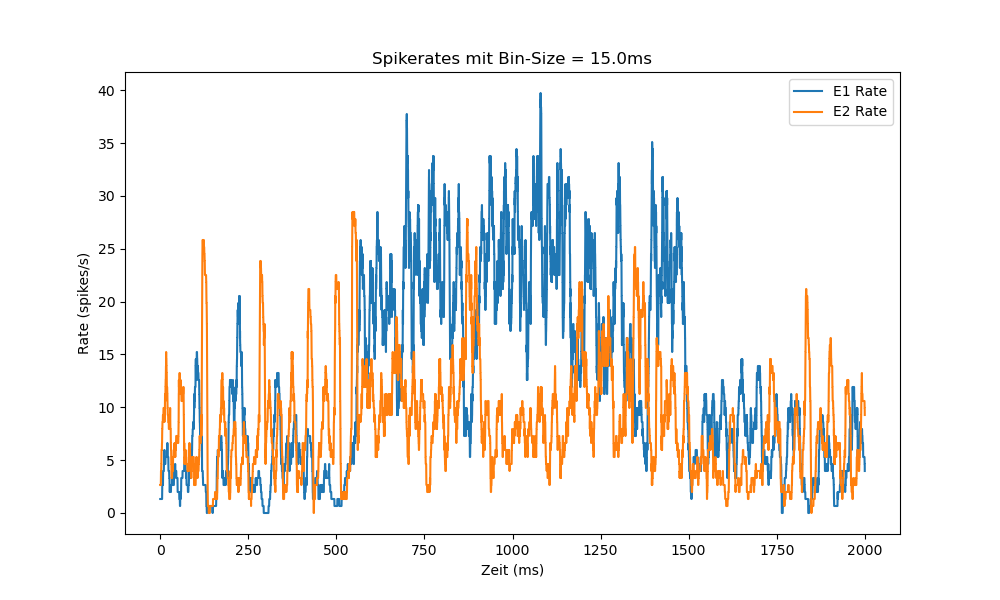 Spikerates mit Bin-Size = 15.0ms
E1 Rate
E2 Rate
Rate (spikes/s)
40
35
30
25
20
15
10
5
0
0 250 500 750 1000 1250 1500 1750 2000
Zeit (ms)